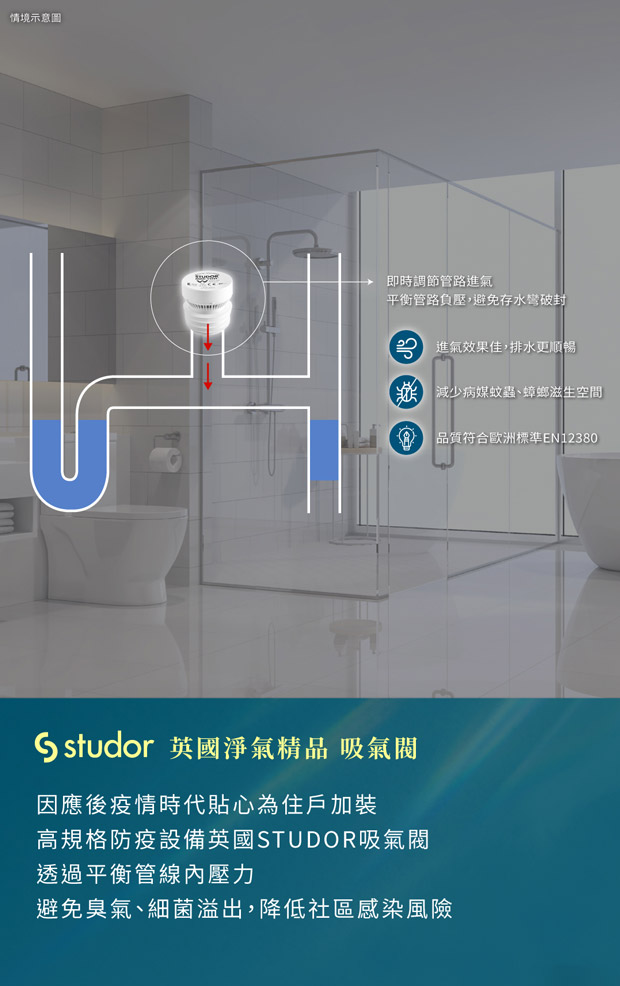 情境示意圖
STUDOR
即時調節管路進氣
平衡管路負壓,避免存水彎破封
進氣效果佳,排水更順暢
減少病媒蚊蟲、蟑螂滋生空間
品質符合歐洲標準EN12380
studor 英國淨氣精品 吸氣閥
因應後疫情時代貼心為住戶加裝
高規格防疫設備英國STUDOR吸氣閥
透過平衡管線內壓力
避免臭氣、細菌溢出,降低社區感染風險